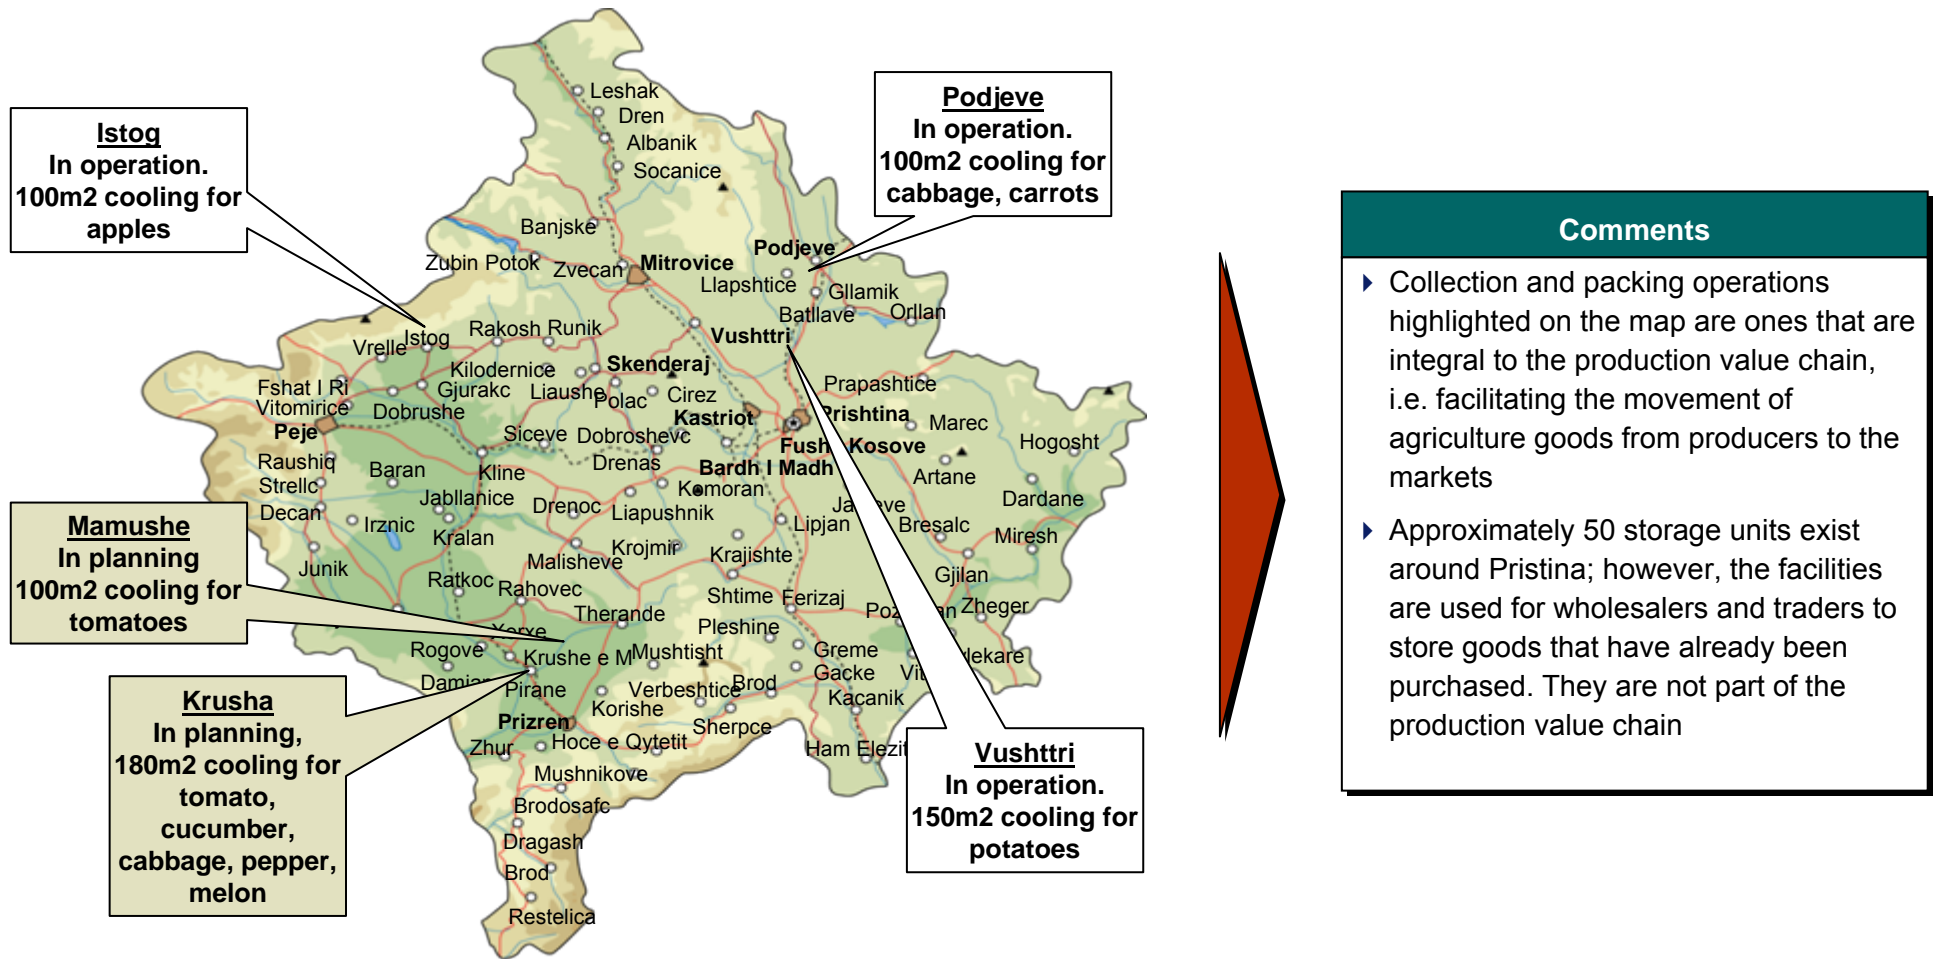 Istog
In operation.
100m2 cooling for
apples
Podjeve
In operation.
100m2 cooling for
cabbage, carrots
Mamushe
In planning
100m2 cooling for
tomatoes
Krusha
In planning,
180m2 cooling for
tomato,
cucumber,
cabbage, pepper,
melon
Vushttri
In operation.
150m2 cooling for
potatoes
Leshak
Dren
Albanik
Socanice
Banjske
Zubin Potok
Zvecan
Mitrovice
Podjeve
Llapshtice
Gllamik
Batllave
Orllan
Vushttri
Vrelle
Istog
Rakosh
Runik
Skenderaj
Kilodernice
Fshat I Ri
Gjurakc
Liaushe
Polac
Cirez
Prapashtice
Vitomirice
Dobrushe
Kastriot
Prishtina
Marec
Peje
Siceve
Dobroshevc
Fushe Kosove
Hogosht
Raushiq
Baran
Kline
Drenas
Bardh I Madh
Artane
Strellc
Jabllanice
Komoran
Dardane
Decan
Irznic
Drenoc
Liapushnik
Lipjan
Bresalc
Kralan
Krojmir
Krajishte
Miresh
Junik
Malisheve
Gjilan
Ratkoc
Rahovec
Shtime
Ferizaj
Zheger
Therande
Xerxe
Pleshine
Rogove
Krushe e M
Mushtisht
Greme
Pirane
Verbeshtice
Brod
Gacke
Korishe
Kacanik
Prizren
Sherpce
Zhur
Hoce e Qytetit
Ham Elezit
Mushnikove
Brodosafc
Dragash
Brod
Restelica
Comments
Collection and packing operations
highlighted on the map are ones that are
integral to the production value chain,
i.e. facilitating the movement of
agriculture goods from producers to the
markets
Approximately 50 storage units exist
around Pristina; however, the facilities
are used for wholesalers and traders to
store goods that have already been
purchased. They are not part of the
production value chain